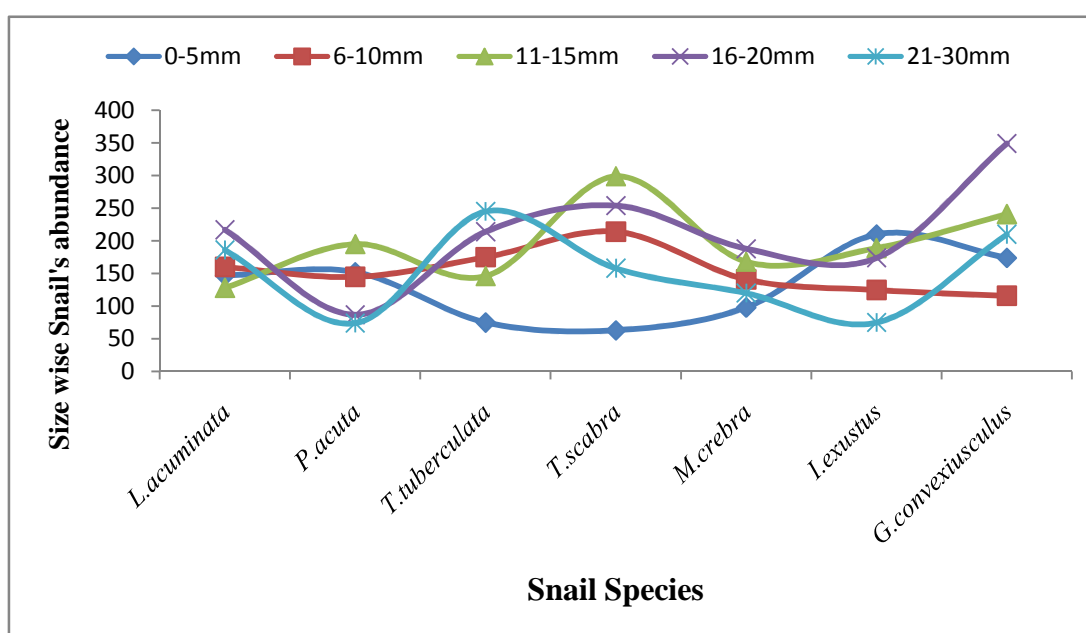 0-5mm 6-10mm 11-15mm 16-20mm 21-30mm
Size wise Snail's abundance
400
350
300
250
200
150
100
50
0
L.acuminata
P.acuta
T.tuberculata
T.scabra
M.crebra
I.exustus
G.convexiusculus
Snail Species